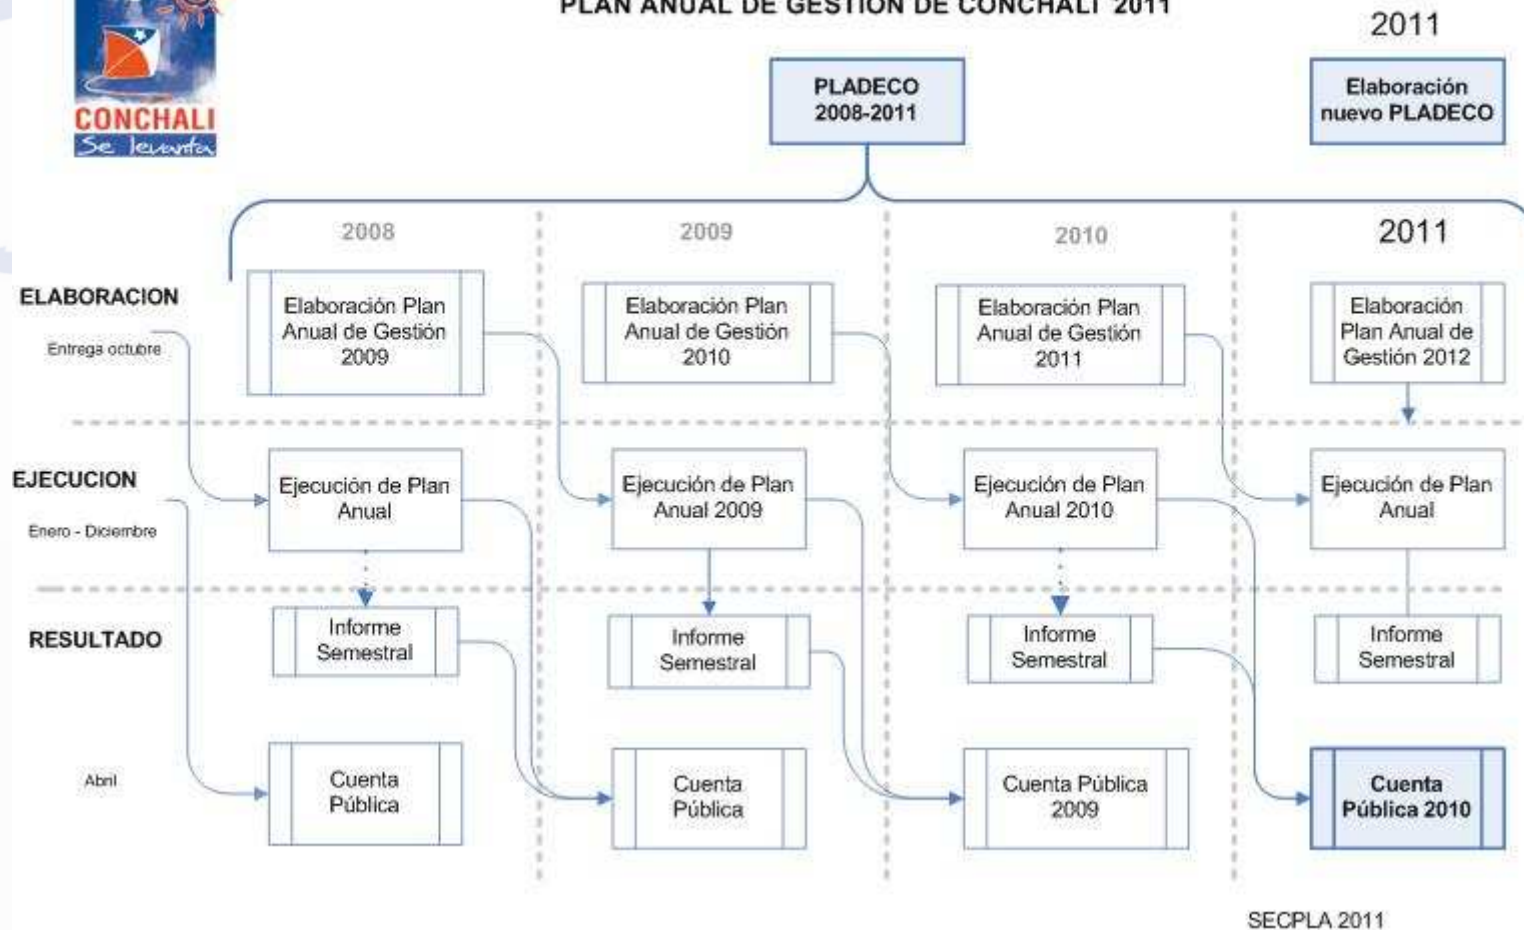 PLAN ANUAL DE GESTION DE CONCHALI 2011
2011
CONCHALI
Se levanta
PLADECO
2008-2011
Elaboración
nuevo PLADECO
2008
2009
2010
2011
ELABORACION
Entrega octubre
Elaboración Plan
Anual de Gestión
2009
Elaboración Plan
Anual de Gestión
2010
Elaboración Plan
Anual de Gestión
2011
Elaboración
Plan Anual de
Gestión 2012
EJECUCION
Enero - Diciembre
Ejecución de Plan
Anual
Ejecución de Plan
Anual 2009
Ejecución de Plan
Anual 2010
Ejecución de Plan
Anual
RESULTADO
Informe
Semestral
Informe
Semestral
Informe
Semestral
Informe
Semestral
Abril
Cuenta
Pública
Cuenta
Pública
Cuenta Pública
2009
Cuenta
Pública 2010
SECPLA 2011